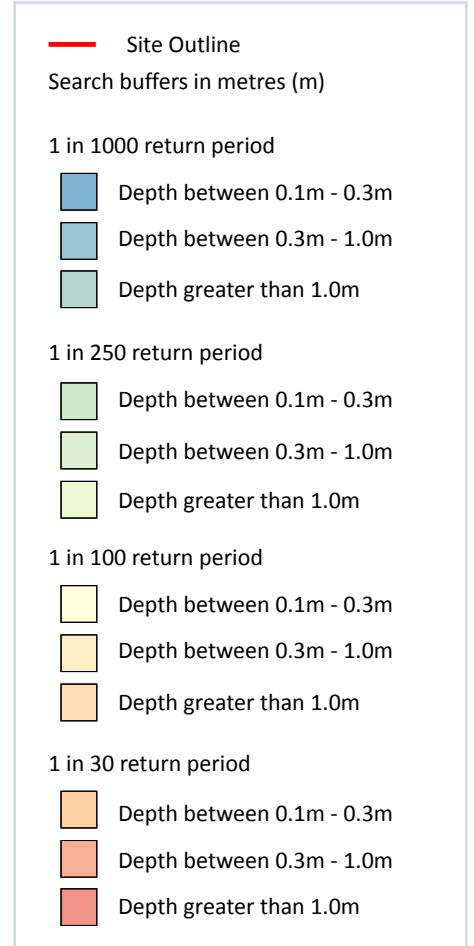 Site Outline
Search buffers in metres (m)
1 in 1000 return period
Depth between 0.1m - 0.3m
Depth between 0.3m - 1.0m
Depth greater than 1.0m
1 in 250 return period
Depth between 0.1m - 0.3m
Depth between 0.3m - 1.0m
Depth greater than 1.0m
1 in 100 return period
Depth between 0.1m - 0.3m
Depth between 0.3m - 1.0m
Depth greater than 1.0m
1 in 30 return period
Depth between 0.1m - 0.3m
Depth between 0.3m - 1.0m
Depth greater than 1.0m